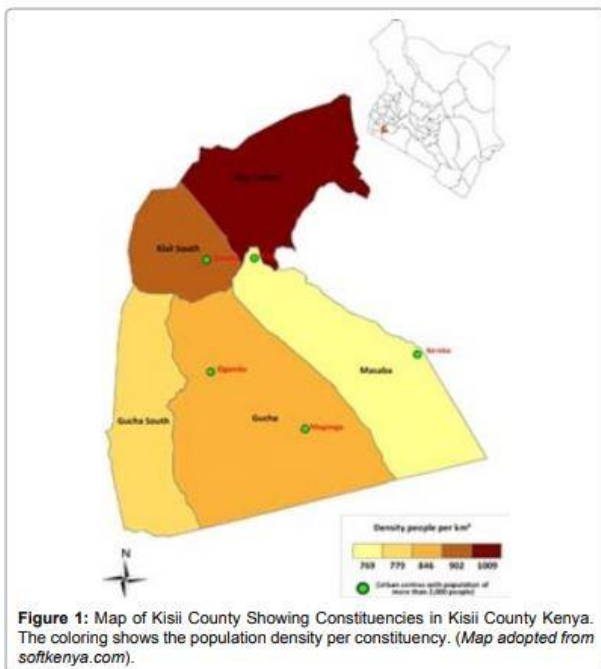 Kisii South
Keroka
Masaba
Ogembo
Gucha South
Gucha
Magenga
N
Density people per km²
769 779 846 902 1009
Urban centres with population of
more than 2,000 people)
Figure 1: Map of Kisii County Showing Constituencies in Kisii County Kenya.
The coloring shows the population density per constituency. (Map adopted from
softkenya.com).